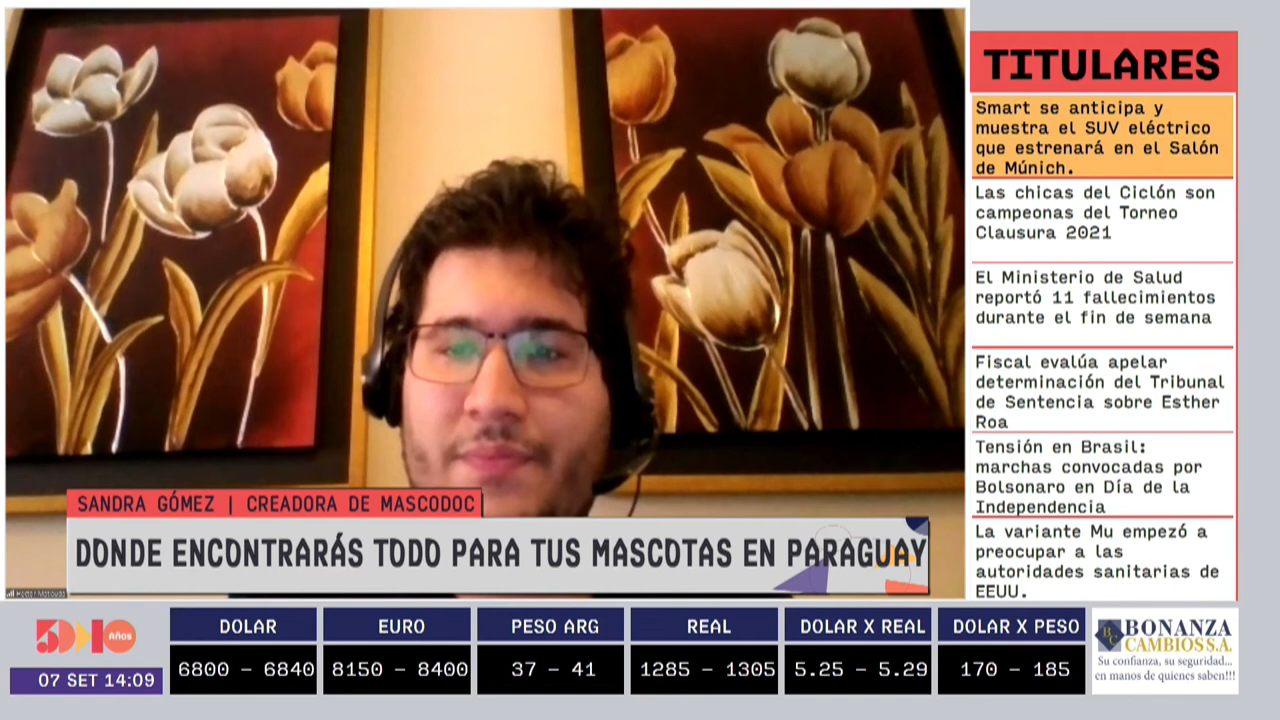 TITULARES
Smart se anticipa y
muestra el SUV eléctrico
que estrenará en el Salón
de Múnich.
Las chicas del Ciclón son
campeonas del Torneo
Clausura 2021
El Ministerio de Salud
reportó 11 fallecimientos
durante el fin de semana
Fiscal evalúa apelar
determinación del Tribunal
de Sentencia sobre Esther
Roa
Tensión en Brasil:
marchas convocadas por
Bolsonaro en Día de la
Independencia
La variante Mu empezó a
preocupar a las
autoridades sanitarias de
EEUU.
SANDRA GÓMEZ | CREADORA DE MASCODOC
DONDE ENCONTRARÁS TODO PARA TUS MASCOTAS EN PARAGUAY
Años
07 SET 14:09
DOLAR
6800 - 6840
EURO
8150 - 8400
PESO ARG
37 - 41
REAL
1285 - 1305
DOLAR X REAL
5.25 - 5.29
DOLAR X PESO
170 - 185
BC BONANZA
CAMBIOS S.A.
Su confianza, su seguridad...
en manos de quienes saben!!!